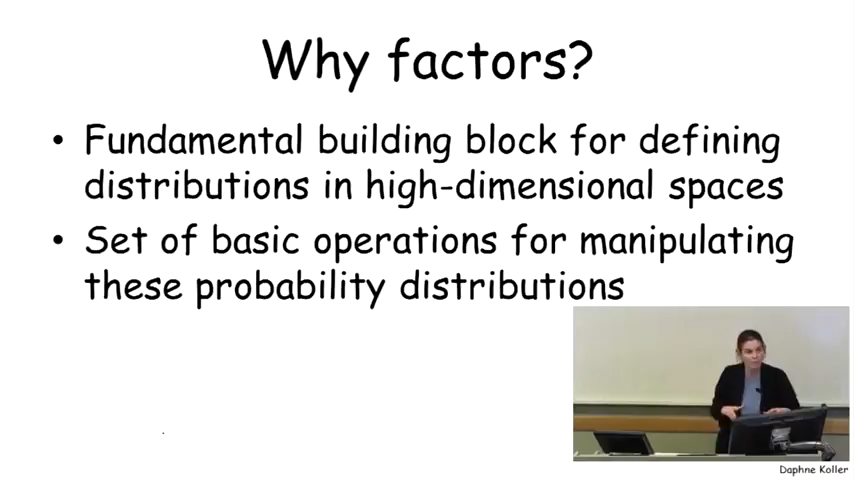 Why factors?
• Fundamental building block for defining
distributions in high-dimensional spaces
• Set of basic operations for manipulating
these probability distributions
Daphne Koller